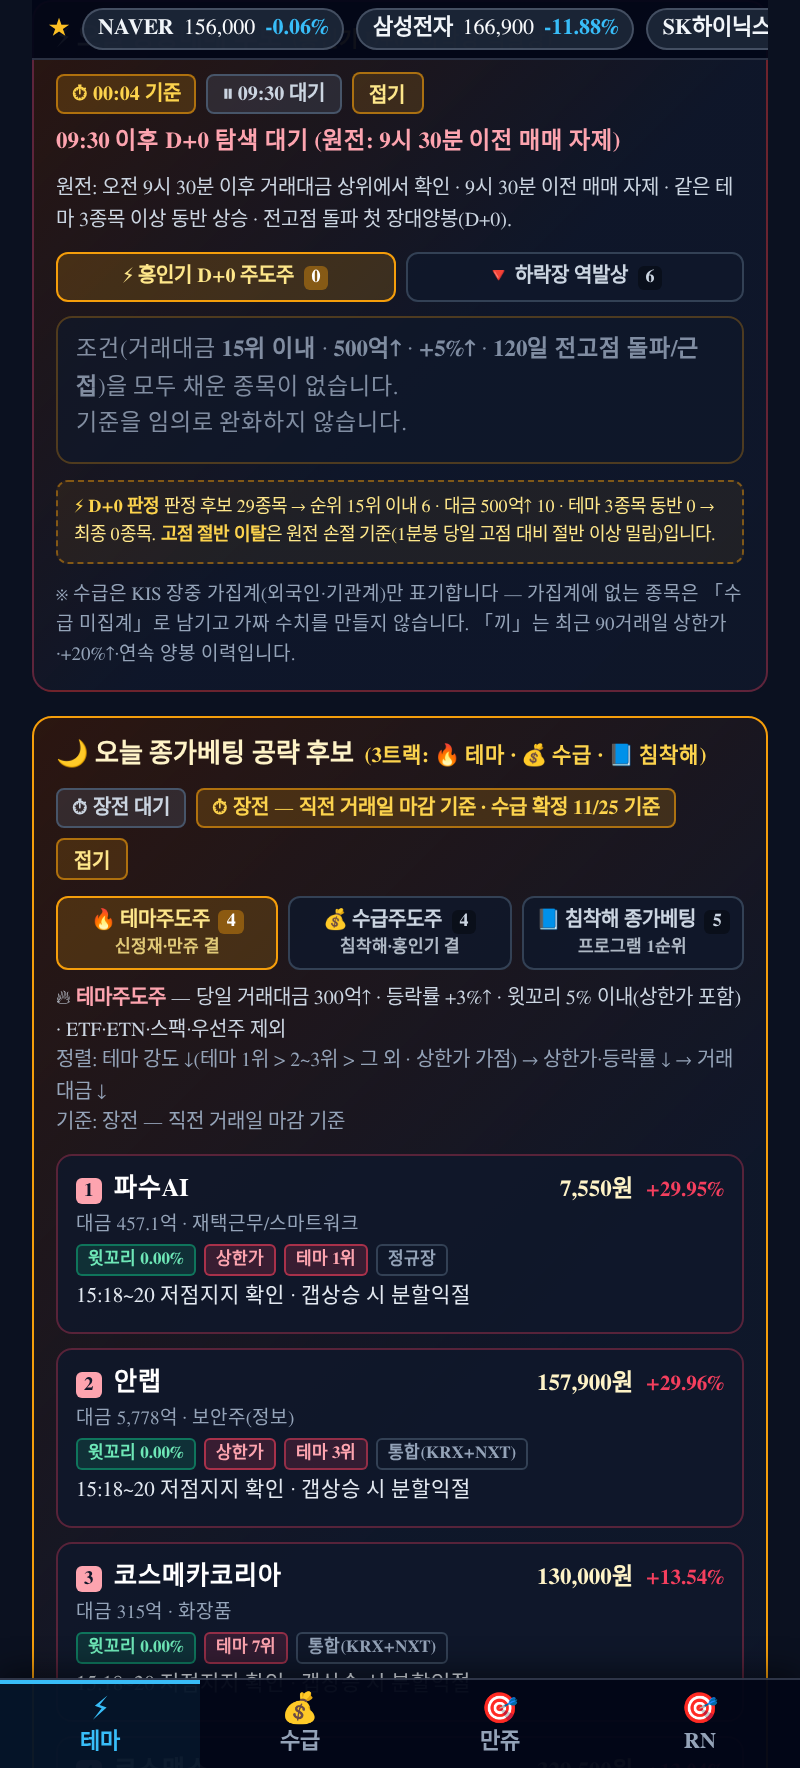 ★ NAVER 156,000 -0.06% 삼성전자 166,900 -11.88% SK하이닉스
⏱ 00:04 기준 ⏸ 09:30 대기 접기
09:30 이후 D+0 탐색 대기 (원전: 9시 30분 이전 매매 자제)
원전: 오전 9시 30분 이후 거래대금 상위에서 확인 · 9시 30분 이전 매매 자제 · 같은 테
마 3종목 이상 동반 상승 · 전고점 돌파 첫 장대양봉(D+0).
⚡ 홍인기 D+0 주도주 0 🔻 하락장 역발상 6
조건(거래대금 15위 이내 · 500억↑ · +5%↑ · 120일 전고점 돌파/근
접)을 모두 채운 종목이 없습니다.
기준을 임의로 완화하지 않습니다.
⚡ D+0 판정 판정 후보 29종목 → 순위 15위 이내 6 · 대금 500억↑ 10 · 테마 3종목 동반 0 →
최종 0종목. 고점 절반 이탈은 원전 손절 기준(1분봉 당일 고점 대비 절반 이상 밀림)입니다.
※ 수급은 KIS 장중 가집계(외국인·기관계)만 표기합니다 — 가집계에 없는 종목은 「수
급 미집계」로 남기고 가짜 수치를 만들지 않습니다. 「끼」는 최근 90거래일 상한가
·+20%↑·연속 양봉 이력입니다.
🌙 오늘 종가베팅 공략 후보 (3트랙: 🔥 테마 · 💰 수급 · 📘 침착해)
⏱ 장전 대기 ⏱ 장전 — 직전 거래일 마감 기준 · 수급 확정 11/25 기준
접기
🔥 테마주도주 4 💰 수급주도주 4 📘 침착해 종가베팅 5
신정재·만쥬 결 침착해·홍인기 결 프로그램 1순위
🔥 테마주도주 — 당일 거래대금 300억↑ · 등락률 +3%↑ · 윗꼬리 5% 이내(상한가 포함)
· ETF·ETN·스팩·우선주 제외
정렬: 테마 강도 ↓(테마 1위 > 2~3위 > 그 외 · 상한가 가점) → 상한가·등락률 ↓ → 거래
대금 ↓
기준: 장전 — 직전 거래일 마감 기준
1 파수AI 7,550원 +29.95%
대금 457.1억 · 재택근무/스마트워크
윗꼬리 0.00% 상한가 테마 1위 정규장
15:18~20 저점지지 확인 · 갭상승 시 분할익절
2 안랩 157,900원 +29.96%
대금 5,778억 · 보안주(정보)
윗꼬리 0.00% 상한가 테마 3위 통합(KRX+NXT)
15:18~20 저점지지 확인 · 갭상승 시 분할익절
3 코스메카코리아 130,000원 +13.54%
대금 315억 · 화장품
윗꼬리 0.00% 테마 7위 통합(KRX+NXT)
15:18~20 저점지지 확인 · 갭상승 시 분할익절
⚡ 테마 💰 수급 🎯 만쥬 🎯 RN